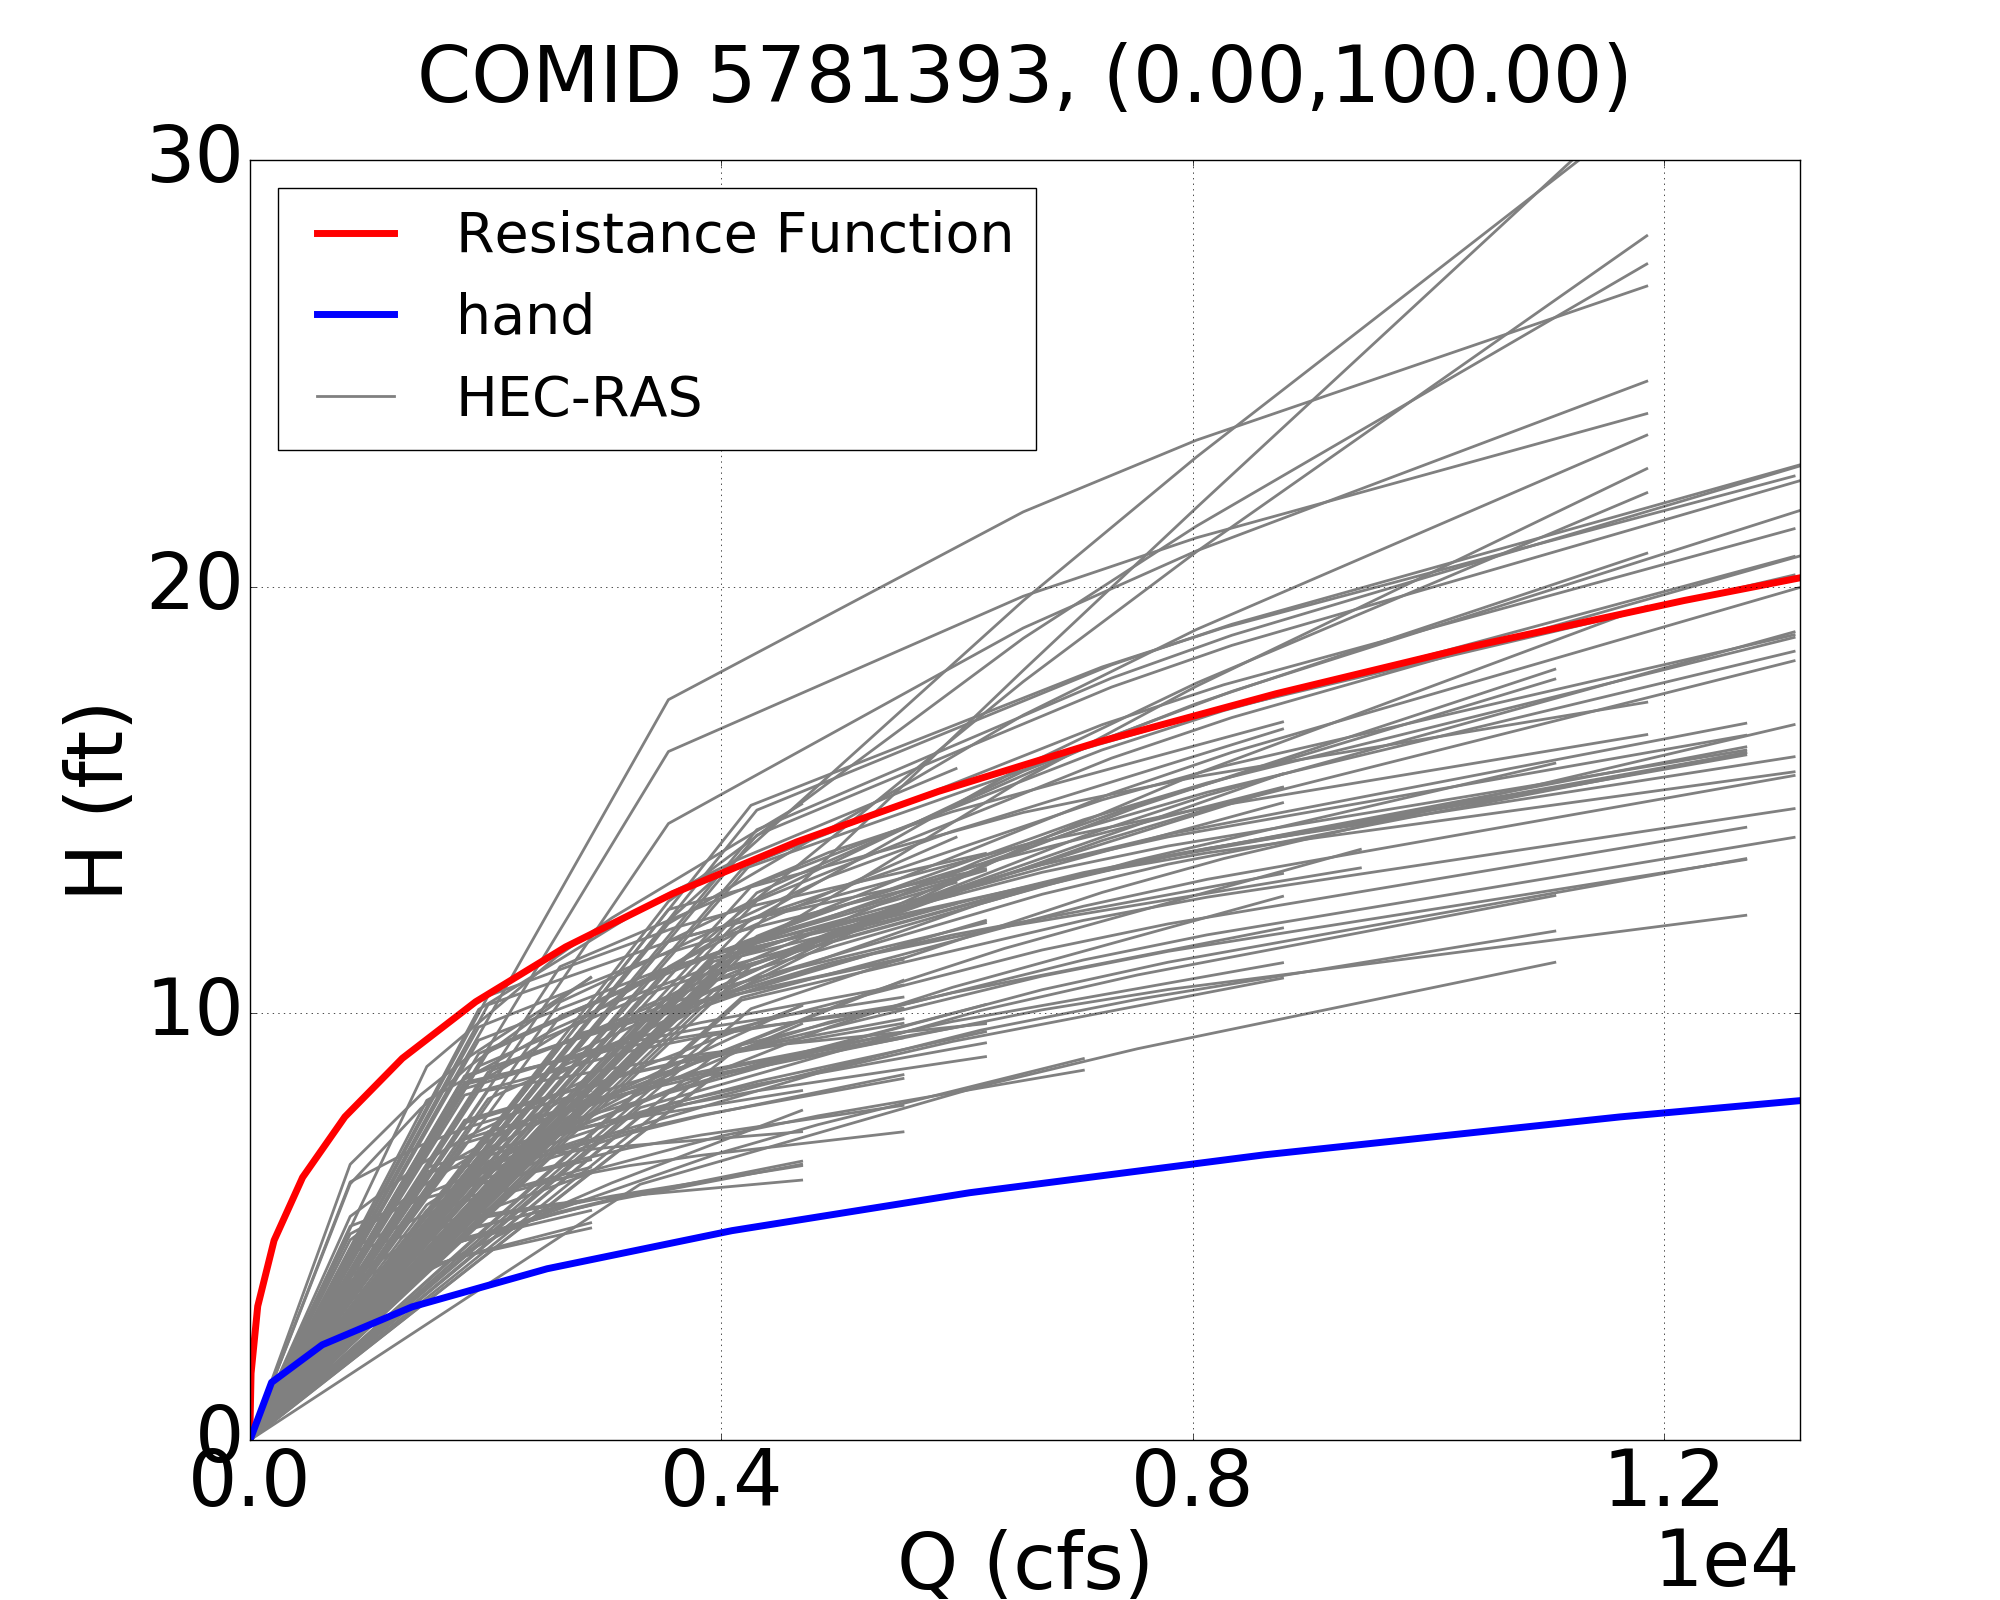 COMID 5781393, (0.00,100.00)
30
Resistance Function
hand
HEC-RAS
20
H (ft)
10
0
0.0 0.4 0.8 1.2
Q (cfs) 1e4